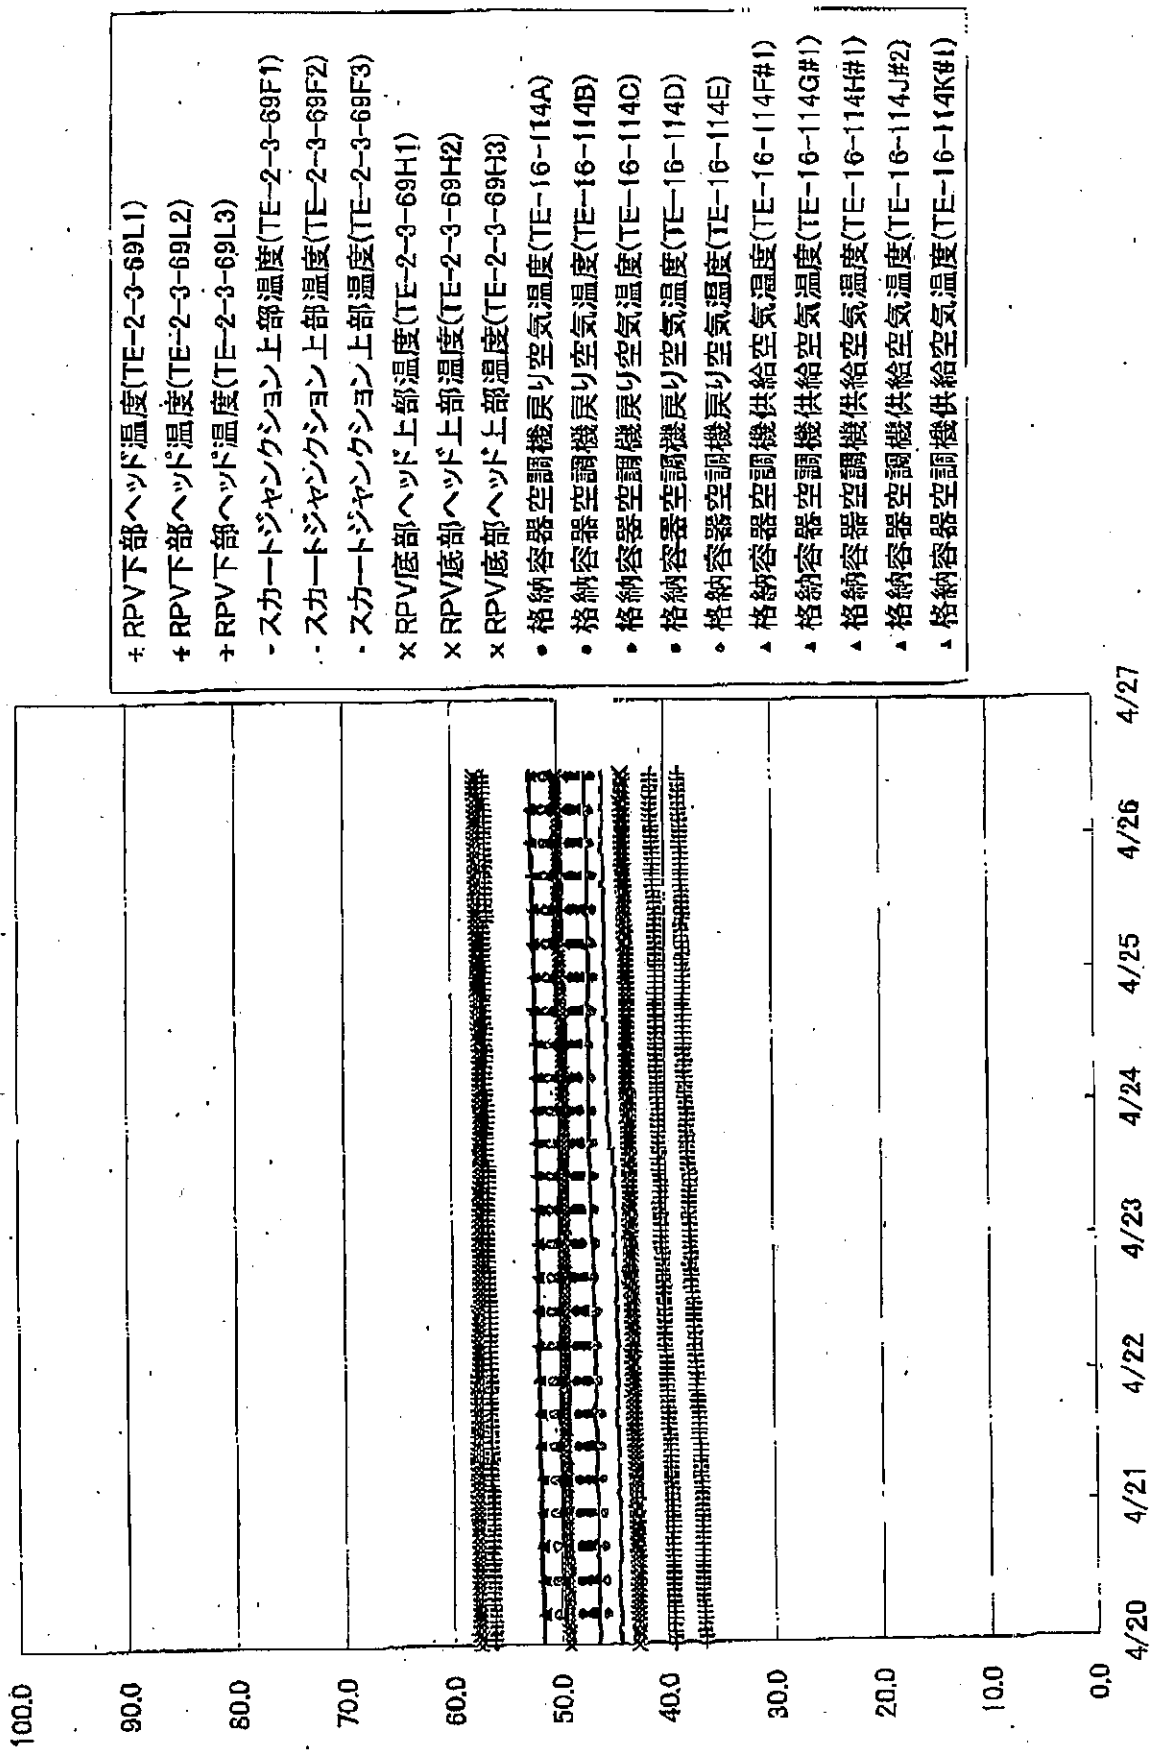 100.0
90.0
80.0
70.0
60.0
50.0
40.0
30.0
20.0
10.0
0.0
4/20
4/21
4/22
4/23
4/24
4/25
4/26
4/27
RPV下部ヘッド温度(TE-2-3-69L1)
RPV下部ヘッド温度(TE-2-3-69L2)
RPV下部ヘッド温度(TE-2-3-69L3)
スカートジャンクション上部温度(TE-2-3-69F1)
スカートジャンクション上部温度(TE-2-3-69F2)
スカートジャンクション上部温度(TE-2-3-69F3)
RPV底部ヘッド上部温度(TE-2-3-69H1)
RPV底部ヘッド上部温度(TE-2-3-69H2)
RPV底部ヘッド上部温度(TE-2-3-69H3)
格納容器空調機戻り空気温度(TE-16-114A)
格納容器空調機戻り空気温度(TE-16-114B)
格納容器空調機戻り空気温度(TE-16-114C)
格納容器空調機戻り空気温度(TE-16-114D)
格納容器空調機戻り空気温度(TE-16-114E)
格納容器空調機供給空気温度(TE-16-114F#1)
格納容器空調機供給空気温度(TE-16-114G#1)
格納容器空調機供給空気温度(TE-16-114H#1)
格納容器空調機供給空気温度(TE-16-114J#2)
格納容器空調機供給空気温度(TE-16-114K#1)